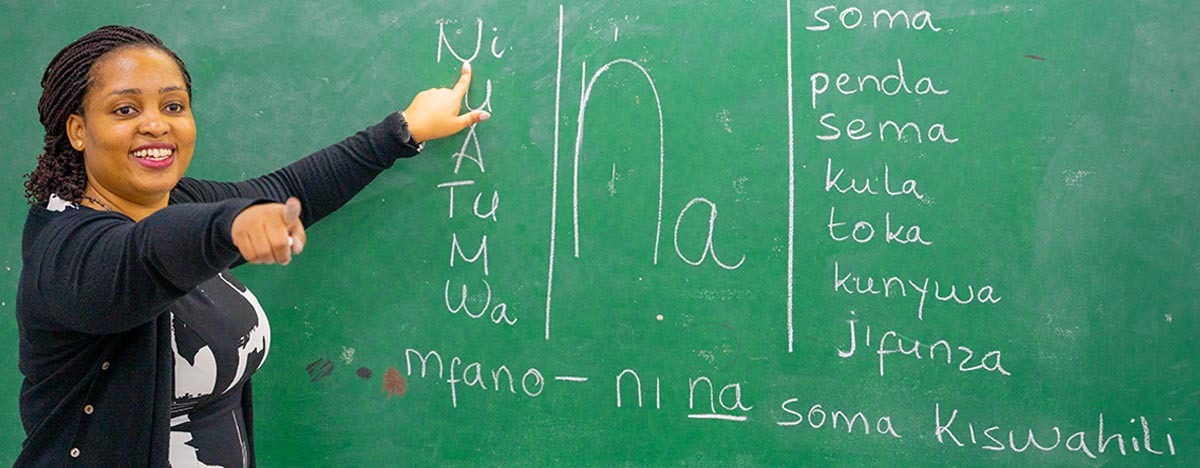 Ni
U
A
Tu
M
Wa
na
soma
penda
sema
kula
toka
kunywa
jifunza
mfano – ni na soma Kiswahili